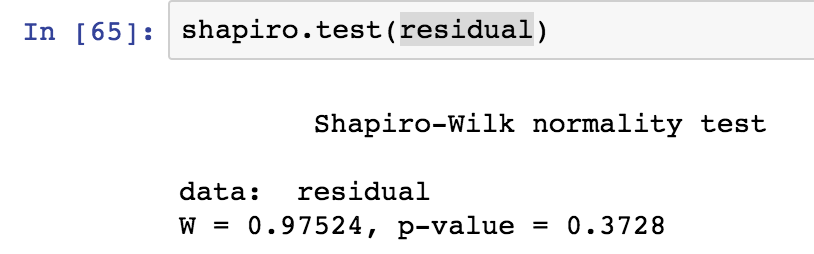 In [65]: shapiro.test(residual)
Shapiro-Wilk normality test
data:  residual
W = 0.97524, p-value = 0.3728